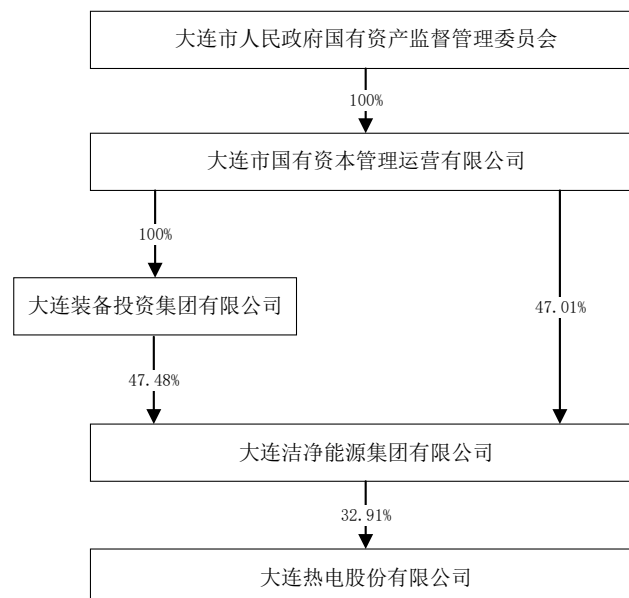 大连市人民政府国有资产监督管理委员会
100%
大连市国有资本管理运营有限公司
100%
大连装备投资集团有限公司
47.01%
47.48%
大连洁净能源集团有限公司
32.91%
大连热电股份有限公司